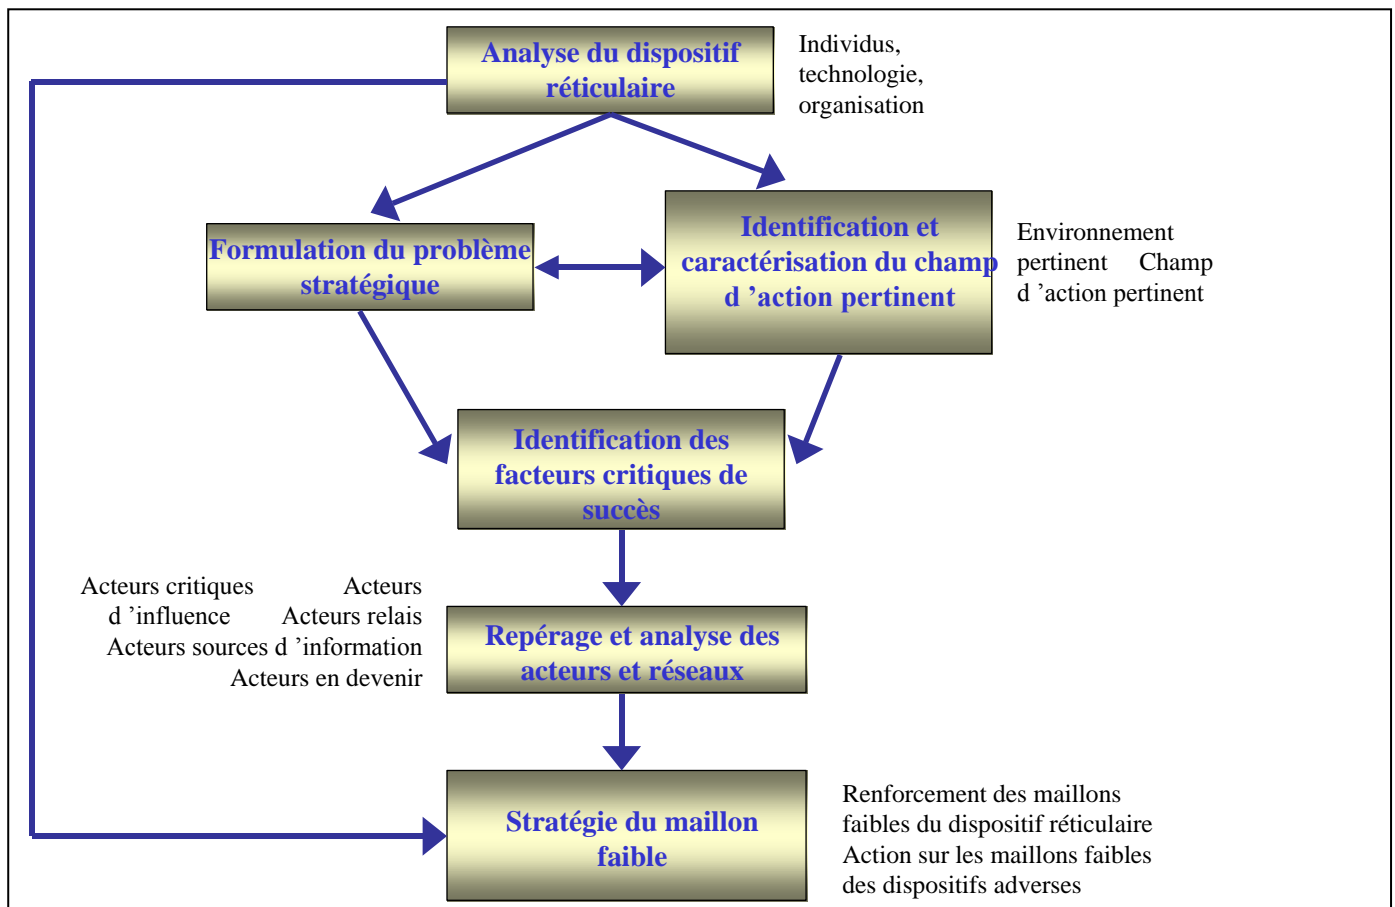 Analyse du dispositif
réticulaire
Individus,
technologie,
organisation
Formulation du problème
stratégique
Identification et
caractérisation du champ
d ’action pertinent
Environnement
pertinent Champ
d ’action pertinent
Identification des
facteurs critiques de
succès
Acteurs critiques Acteurs
d ’influence Acteurs relais
Acteurs sources d ’information
Acteurs en devenir
Repérage et analyse des
acteurs et réseaux
Stratégie du maillon
faible
Renforcement des maillons
faibles du dispositif réticulaire
Action sur les maillons faibles
des dispositifs adverses